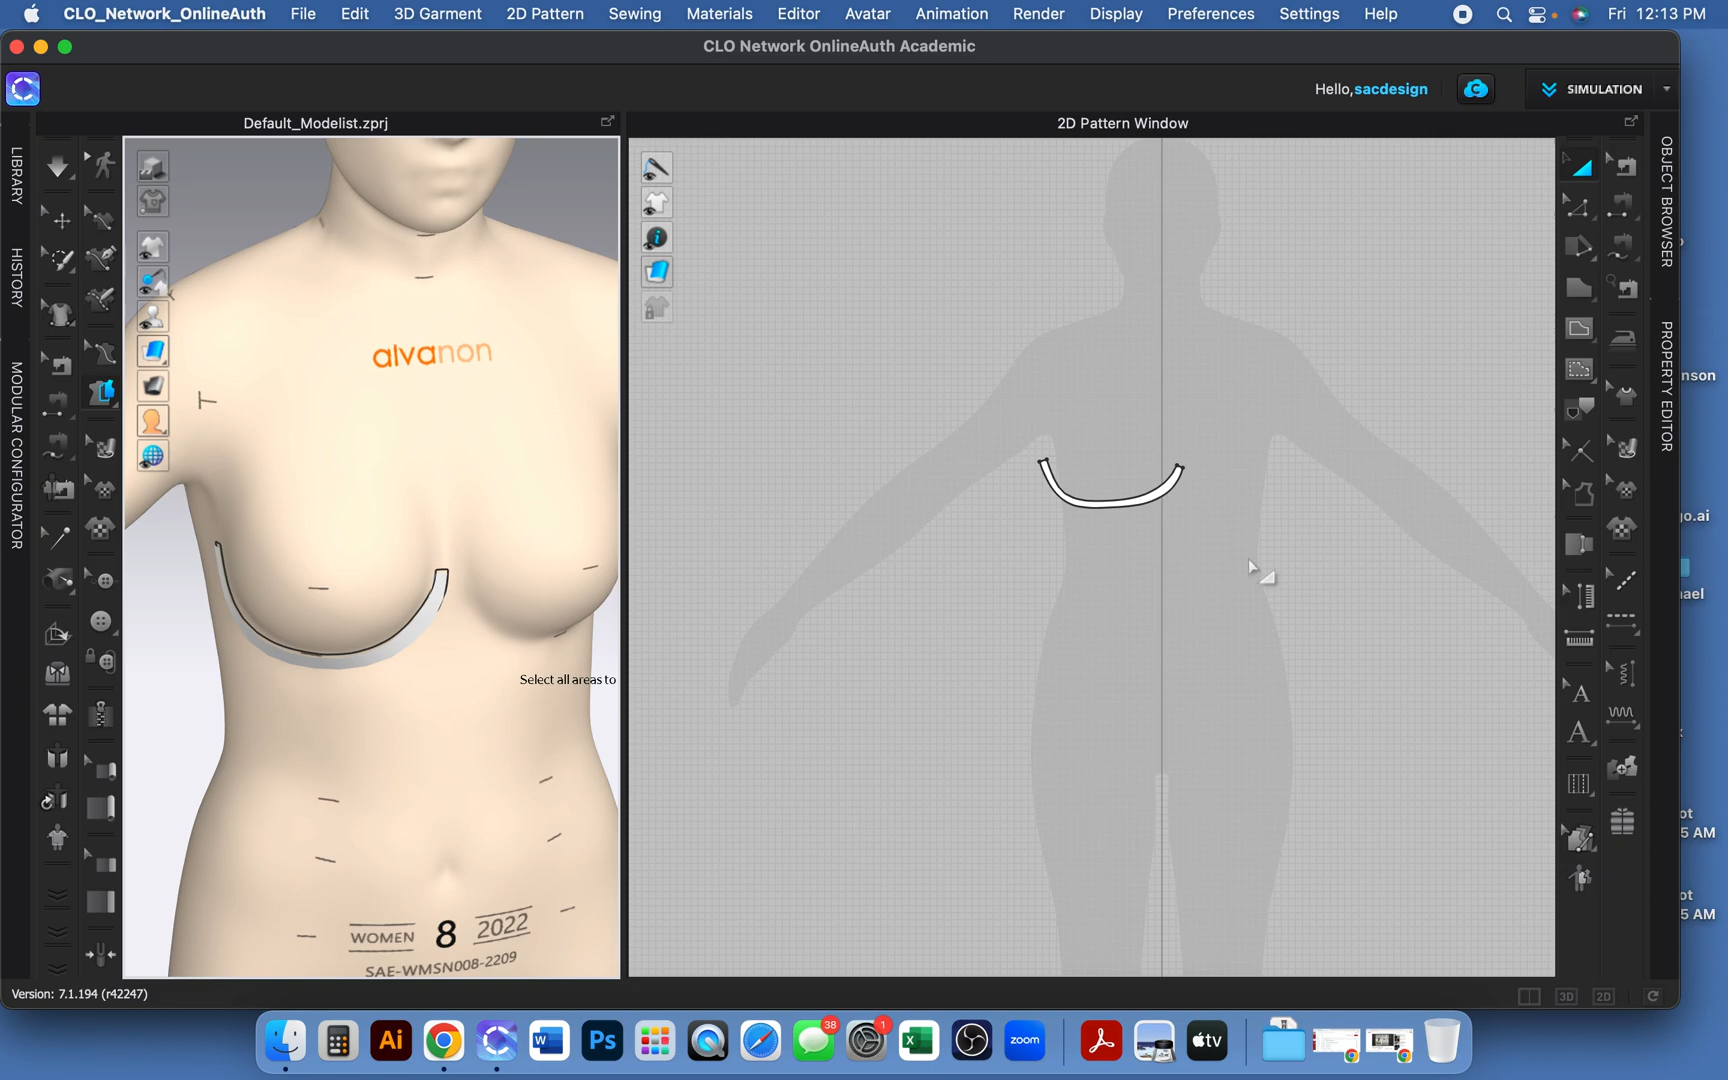 CLO_Network_OnlineAuth File Edit 3D Garment 2D Pattern Sewing Materials Editor Avatar Animation Render Display Preferences Settings Help Fri 12:13 PM
CLO Network OnlineAuth Academic
Hello,sacdesign
SIMULATION
Default_Modelist.zprj
2D Pattern Window
LIBRARY
HISTORY
MODULAR CONFIGURATOR
OBJECT BROWSER
PROPERTY EDITOR
alvanon
Select all areas to
WOMEN 8 2022
SAE-WMSN008-2209
A
A
nson
go.ai
ael
ot
5 AM
ot
5 AM
Version: 7.1.194 (r42247)
3D
2D
Ai
W
Ps
38
1
X
zoom
tv